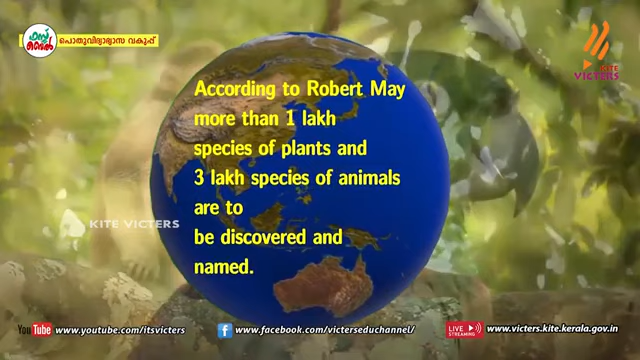 ഫസ്റ്റ് ബെൽ
പൊതുവിദ്യാഭ്യാസ വകുപ്പ്
KITE
VICTERS
According to Robert May
more than 1 lakh
species of plants and
3 lakh species of animals
are to
be discovered and
named.
KITE VICTERS
YouTube www.youtube.com/itsvicters
f www.facebook.com/victerseduchannel/
LIVE STREAMING www.victers.kite.kerala.gov.in